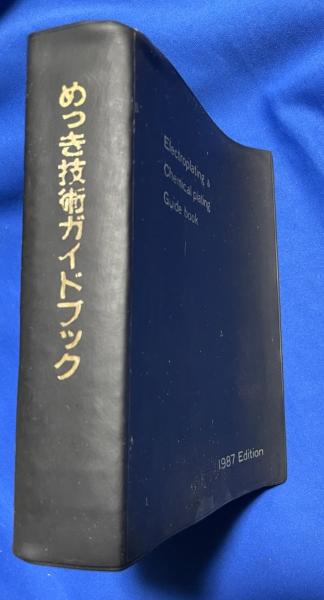 めっき技術ガイドブック
Electroplating &
Chemical plating
Guide book
1987 Edition